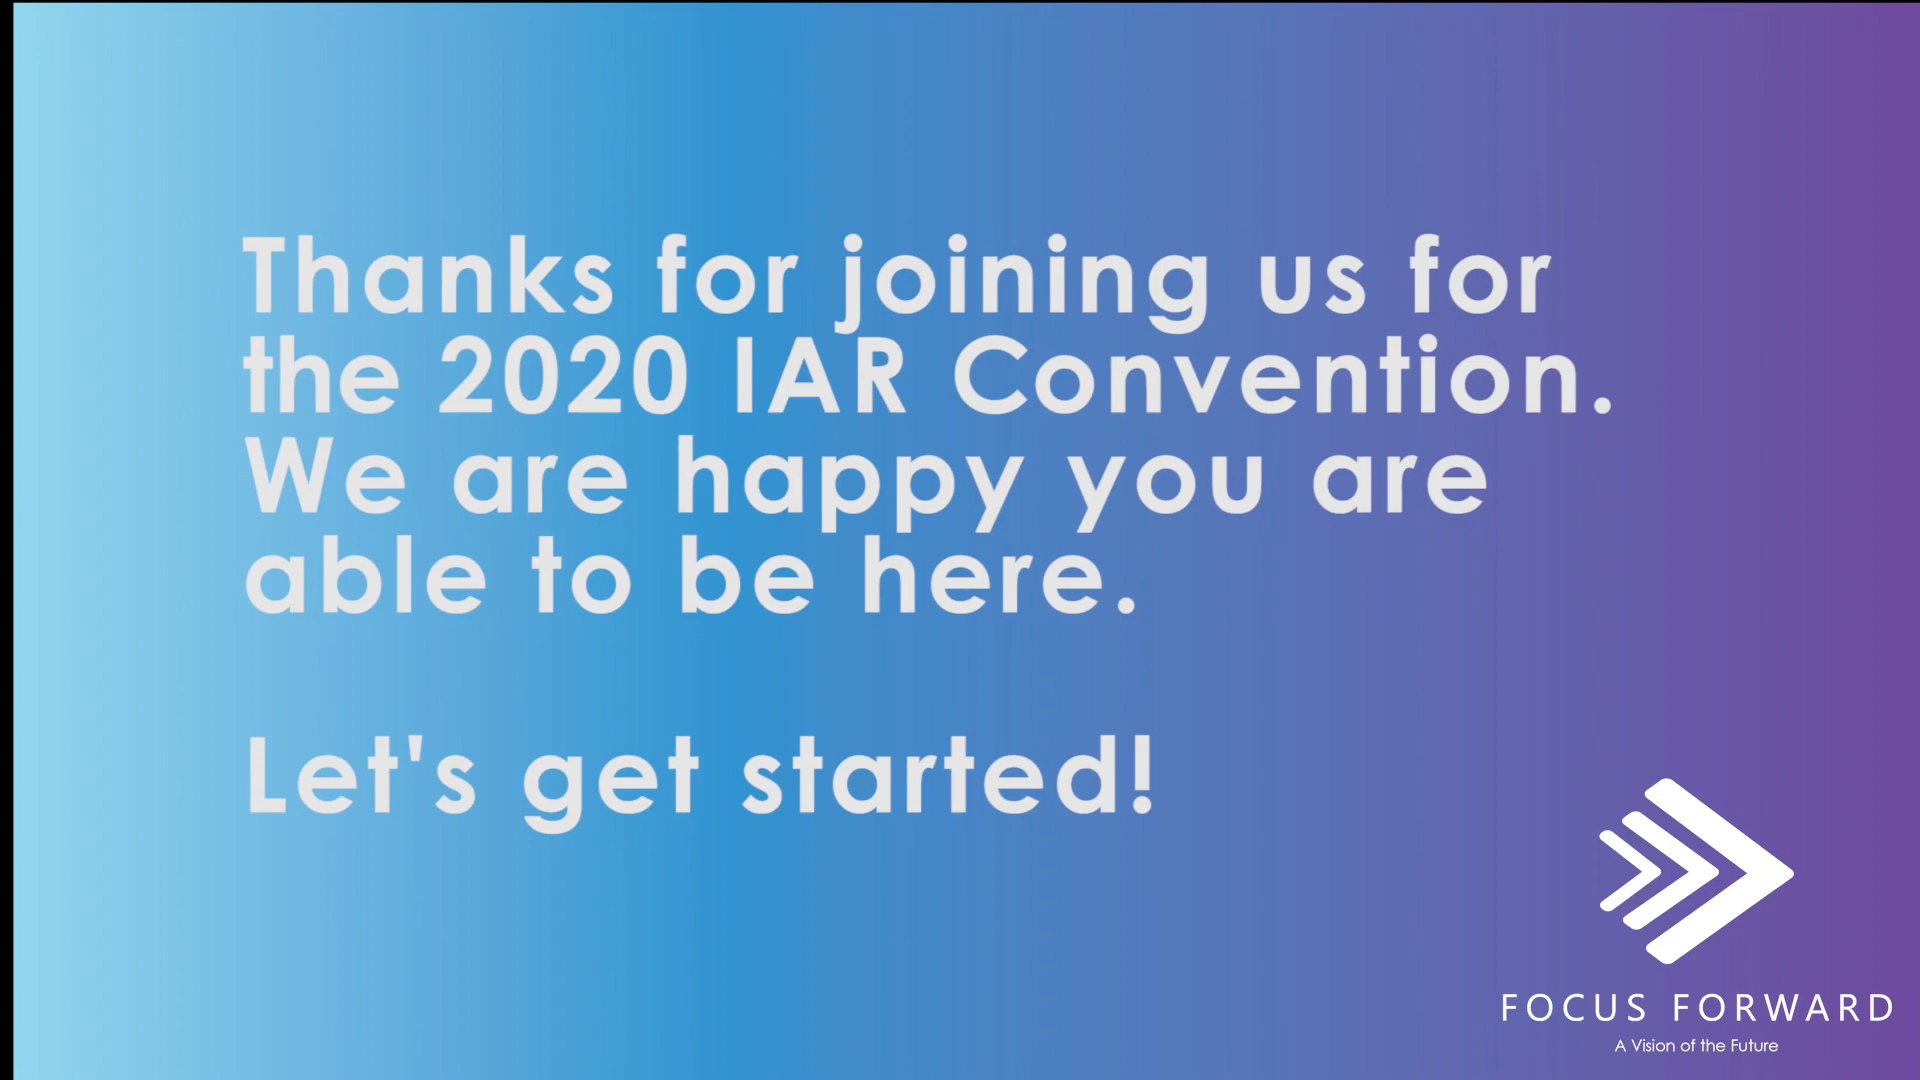 Thanks for joining us for
the 2020 IAR Convention.
We are happy you are
able to be here.
Let's get started!
FOCUS FORWARD
A Vision of the Future